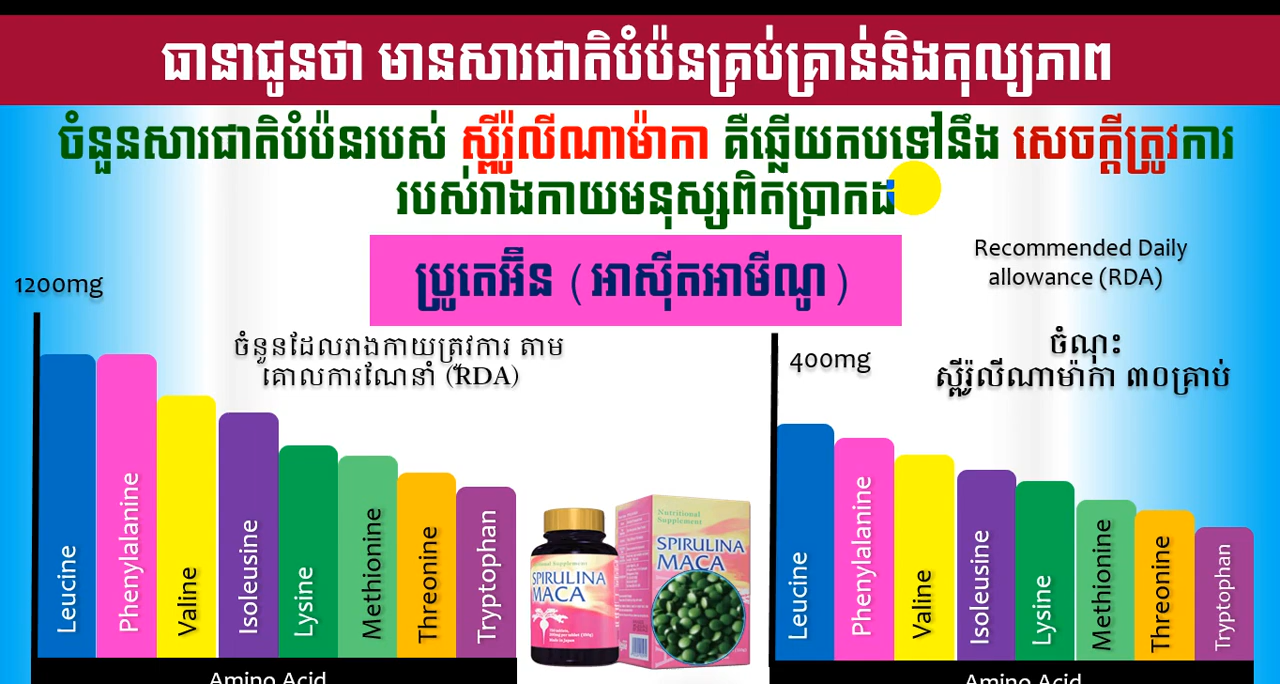 ធានាជូនថា មានសារជាតិបំប៉នគ្រប់គ្រាន់និងតុល្យភាព
ចំនួនសារជាតិបំប៉នរបស់ ស្ពីរ៉ូលីណាម៉ាកា គឺឆ្លើយតបទៅនឹង សេចក្តីត្រូវការ
របស់រាងកាយមនុស្សពិតប្រាកដ
ប្រូតេអ៊ីន (អាស៊ីតអាមីណូ)
Recommended Daily
allowance (RDA)
1200mg
ចំនួនដែលរាងកាយត្រូវការ តាម
គោលការណែនាំ (RDA)
400mg
ចំណុះ
ស្ពីរ៉ូលីណាម៉ាកា ៣០គ្រាប់
Leucine
Phenylalanine
Valine
Isoleusine
Lysine
Methionine
Threonine
Tryptophan
Amino Acid
Nutritional Supplement
SPIRULINA
MACA
Nutritional
Supplement
SPIRULINA
MACA
Leucine
Phenylalanine
Valine
Isoleusine
Lysine
Methionine
Threonine
Tryptophan
Amino Acid